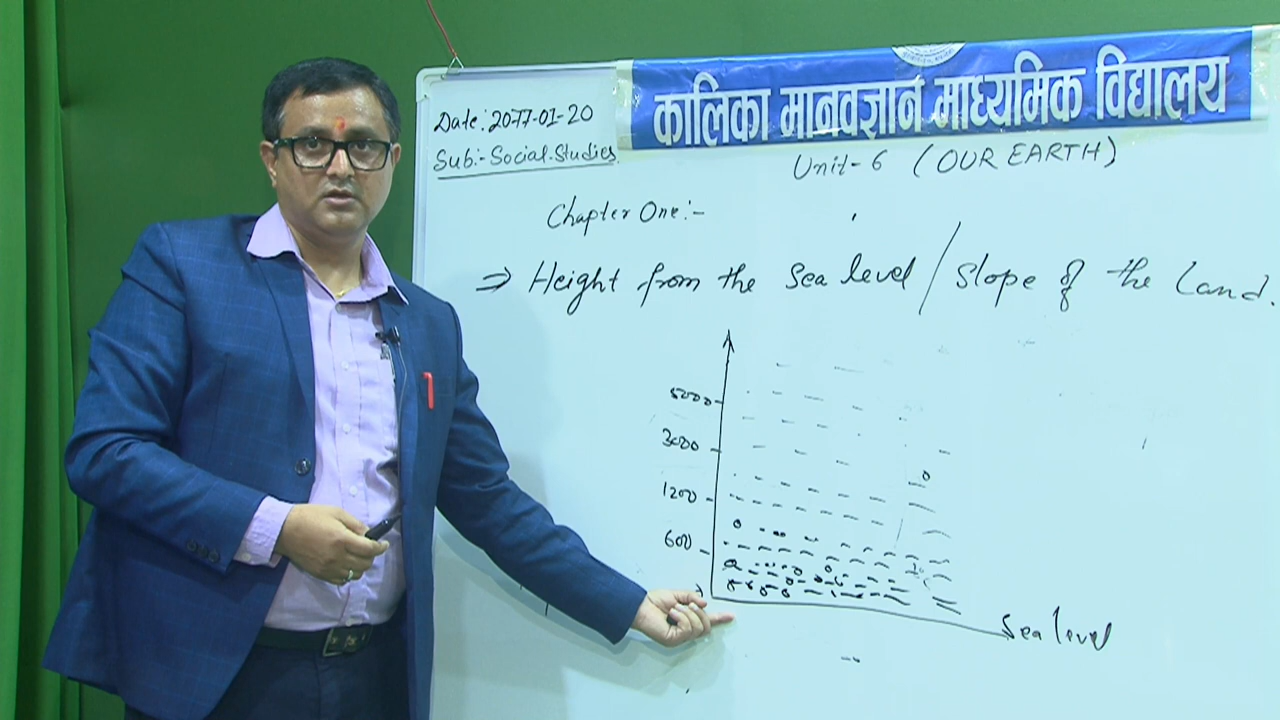 कालिका मानवज्ञान माध्यमिक विद्यालय
Date:2077-01-20
Sub:-Social-Studies
Unit-6 (OUR EARTH)
Chapter One:-
⇒ Height from the sea level / slope of the Land.
5000
3000
1200
600
Sea level